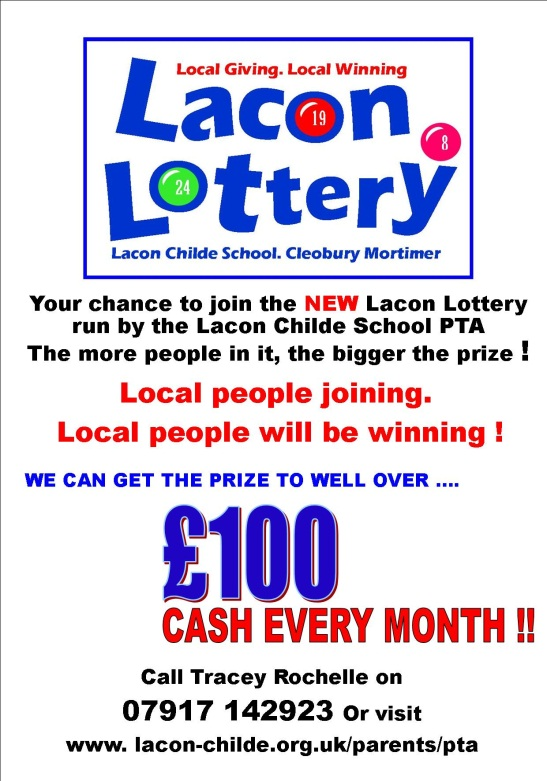 Local Giving. Local Winning
Lacon
19
8
Lottery
24
Lacon Childe School. Cleobury Mortimer
Your chance to join the NEW Lacon Lottery
run by the Lacon Childe School PTA
The more people in it, the bigger the prize !
Local people joining.
Local people will be winning !
WE CAN GET THE PRIZE TO WELL OVER ....
£100
CASH EVERY MONTH !!
Call Tracey Rochelle on
07917 142923 Or visit
www. lacon-childe.org.uk/parents/pta